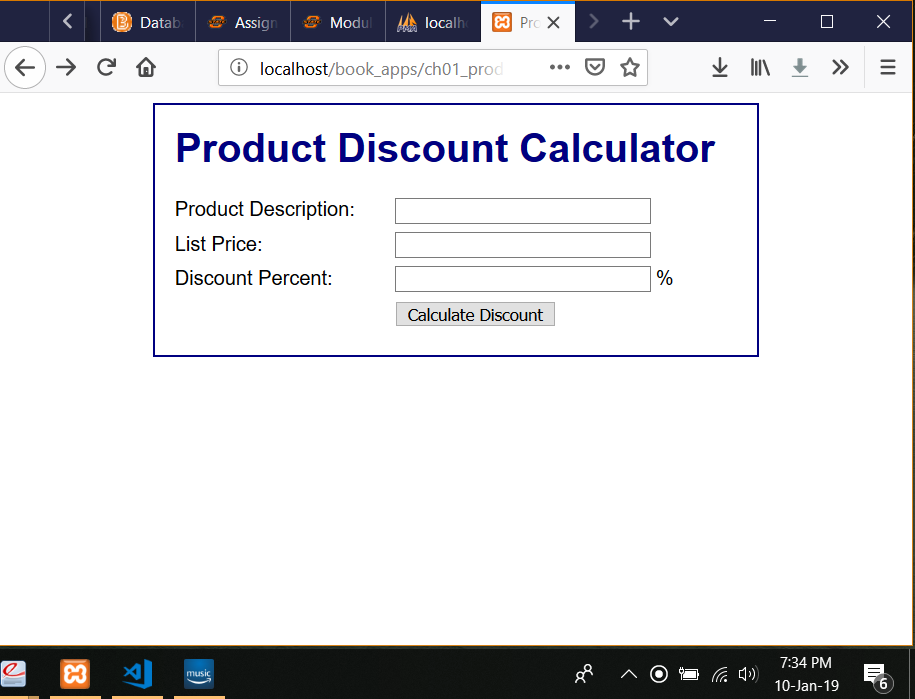 Datab Assign Modul localh Pro
localhost/book_apps/ch01_prod
Product Discount Calculator
Product Description:
List Price:
Discount Percent: %
Calculate Discount
music
7:34 PM
10-Jan-19
6